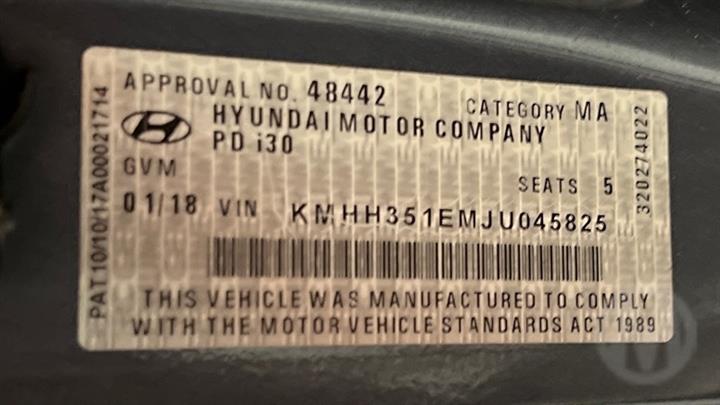 APPROVAL NO. 48442 CATEGORY MA
HYUNDAI MOTOR COMPANY
PD i30
GVM SEATS 5
01/18 VIN KMHH351EMJU045825
THIS VEHICLE WAS MANUFACTURED TO COMPLY
WITH THE MOTOR VEHICLE STANDARDS ACT 1989
PAT10/10/17A00021714
320274022
M